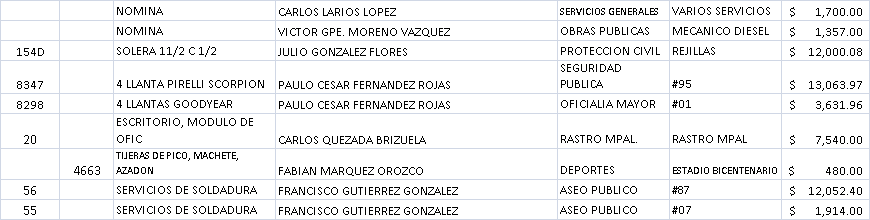 NOMINA CARLOS LARIOS LOPEZ SERVICIOS GENERALES VARIOS SERVICIOS $ 1,700.00
NOMINA VICTOR GPE. MORENO VAZQUEZ OBRAS PUBLICAS MECANICO DIESEL $ 1,357.00
154D SOLERA 11/2 C 1/2 JULIO GONZALEZ FLORES PROTECCION CIVIL REJILLAS $ 12,000.08
SEGURIDAD
8347 4 LLANTA PIRELLI SCORPION PAULO CESAR FERNANDEZ ROJAS PUBLICA #95 $ 13,063.97
8298 4 LLANTAS GOODYEAR PAULO CESAR FERNANDEZ ROJAS OFICIALIA MAYOR #01 $ 3,631.96
ESCRITORIO, MODULO DE
20 OFIC CARLOS QUEZADA BRIZUELA RASTRO MPAL. RASTRO MPAL $ 7,540.00
TIJERAS DE PICO, MACHETE,
4663 AZADON FABIAN MARQUEZ OROZCO DEPORTES ESTADIO BICENTENARIO $ 480.00
56 SERVICIOS DE SOLDADURA FRANCISCO GUTIERREZ GONZALEZ ASEO PUBLICO #87 $ 12,052.40
55 SERVICIOS DE SOLDADURA FRANCISCO GUTIERREZ GONZALEZ ASEO PUBLICO #07 $ 1,914.00